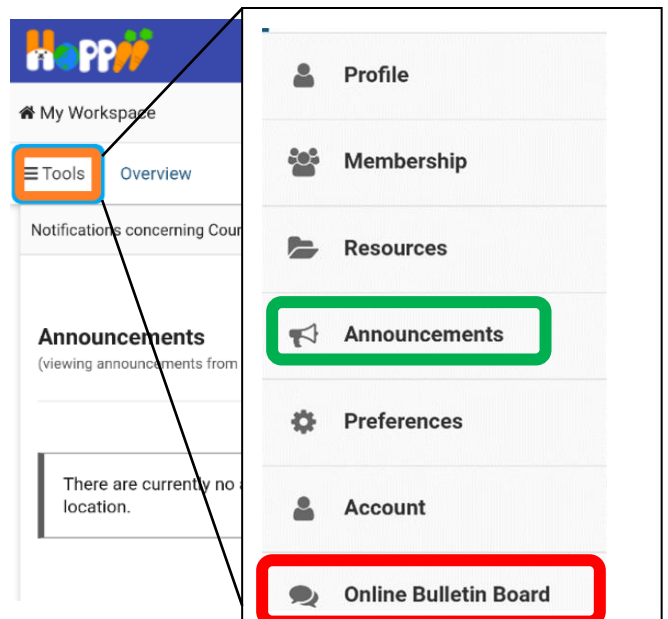 HOPPii
My Workspace
Tools Overview
Notifications concerning Cour
Announcements
(viewing announcements from
There are currently no a
location.
Profile
Membership
Resources
Announcements
Preferences
Account
Online Bulletin Board